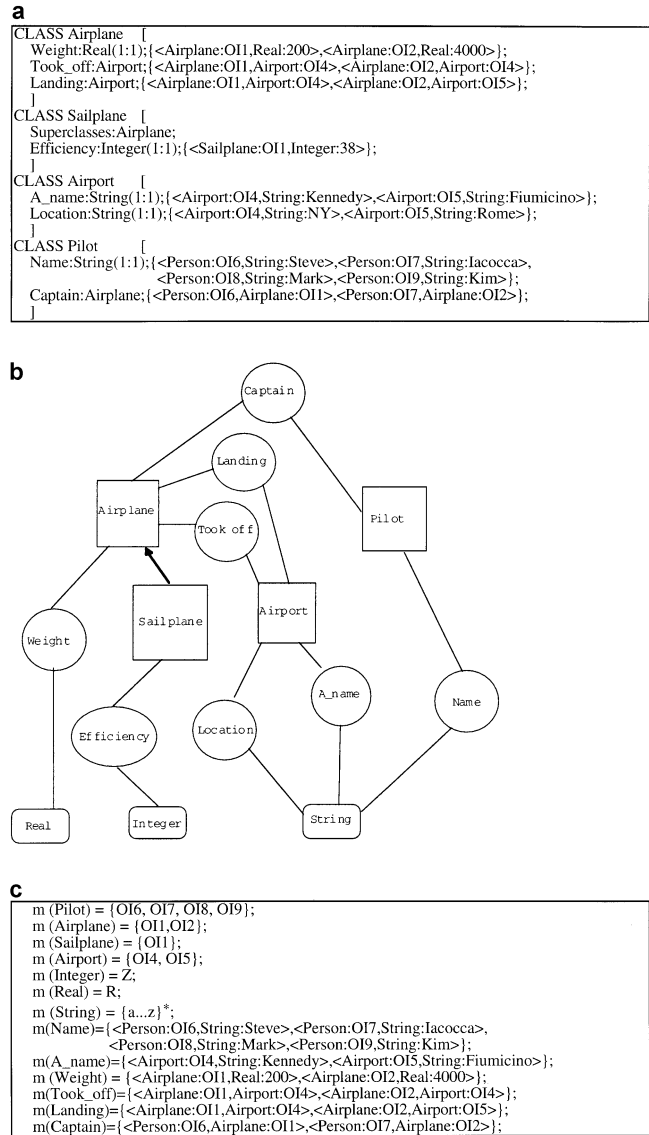 a
CLASS Airplane [
Weight:Real(1:1);{<Airplane:OI1,Real:200>,<Airplane:OI2,Real:4000>};
Took_off:Airport;{<Airplane:OI1,Airport:OI4>,<Airplane:OI2,Airport:OI4>};
Landing:Airport;{<Airplane:OI1,Airport:OI4>,<Airplane:OI2,Airport:OI5>};
]
CLASS Sailplane [
Superclasses:Airplane;
Efficiency:Integer(1:1);{<Sailplane:OI1,Integer:38>};
]
CLASS Airport [
A_name:String(1:1);{<Airport:OI4,String:Kennedy>,<Airport:OI5,String:Fiumicino>};
Location:String(1:1);{<Airport:OI4,String:NY>,<Airport:OI5,String:Rome>};
]
CLASS Pilot [
Name:String(1:1);{<Person:OI6,String:Steve>,<Person:OI7,String:Iacocca>,
<Person:OI8,String:Mark>,<Person:OI9,String:Kim>};
Captain:Airplane;{<Person:OI6,Airplane:OI1>,<Person:OI7,Airplane:OI2>};
]
b
Captain
Landing
Airplane
Took off
Pilot
Sailplane
Airport
Weight
A_name
Name
Efficiency
Location
Real
Integer
String
c
m (Pilot) = {OI6, OI7, OI8, OI9};
m (Airplane) = {OI1,OI2};
m (Sailplane) = {OI1};
m (Airport) = {OI4, OI5};
m (Integer) = Z;
m (Real) = R;
m (String) = {a...z}*;
m(Name)={<Person:OI6,String:Steve>,<Person:OI7,String:Iacocca>,
<Person:OI8,String:Mark>,<Person:OI9,String:Kim>};
m(A_name)={<Airport:OI4,String:Kennedy>,<Airport:OI5,String:Fiumicino>};
m (Weight) = {<Airplane:OI1,Real:200>,<Airplane:OI2,Real:4000>};
m(Took_off)={<Airplane:OI1,Airport:OI4>,<Airplane:OI2,Airport:OI4>};
m(Landing)={<Airplane:OI1,Airport:OI4>,<Airplane:OI2,Airport:OI5>};
m(Captain)={<Person:OI6,Airplane:OI1>,<Person:OI7,Airplane:OI2>};